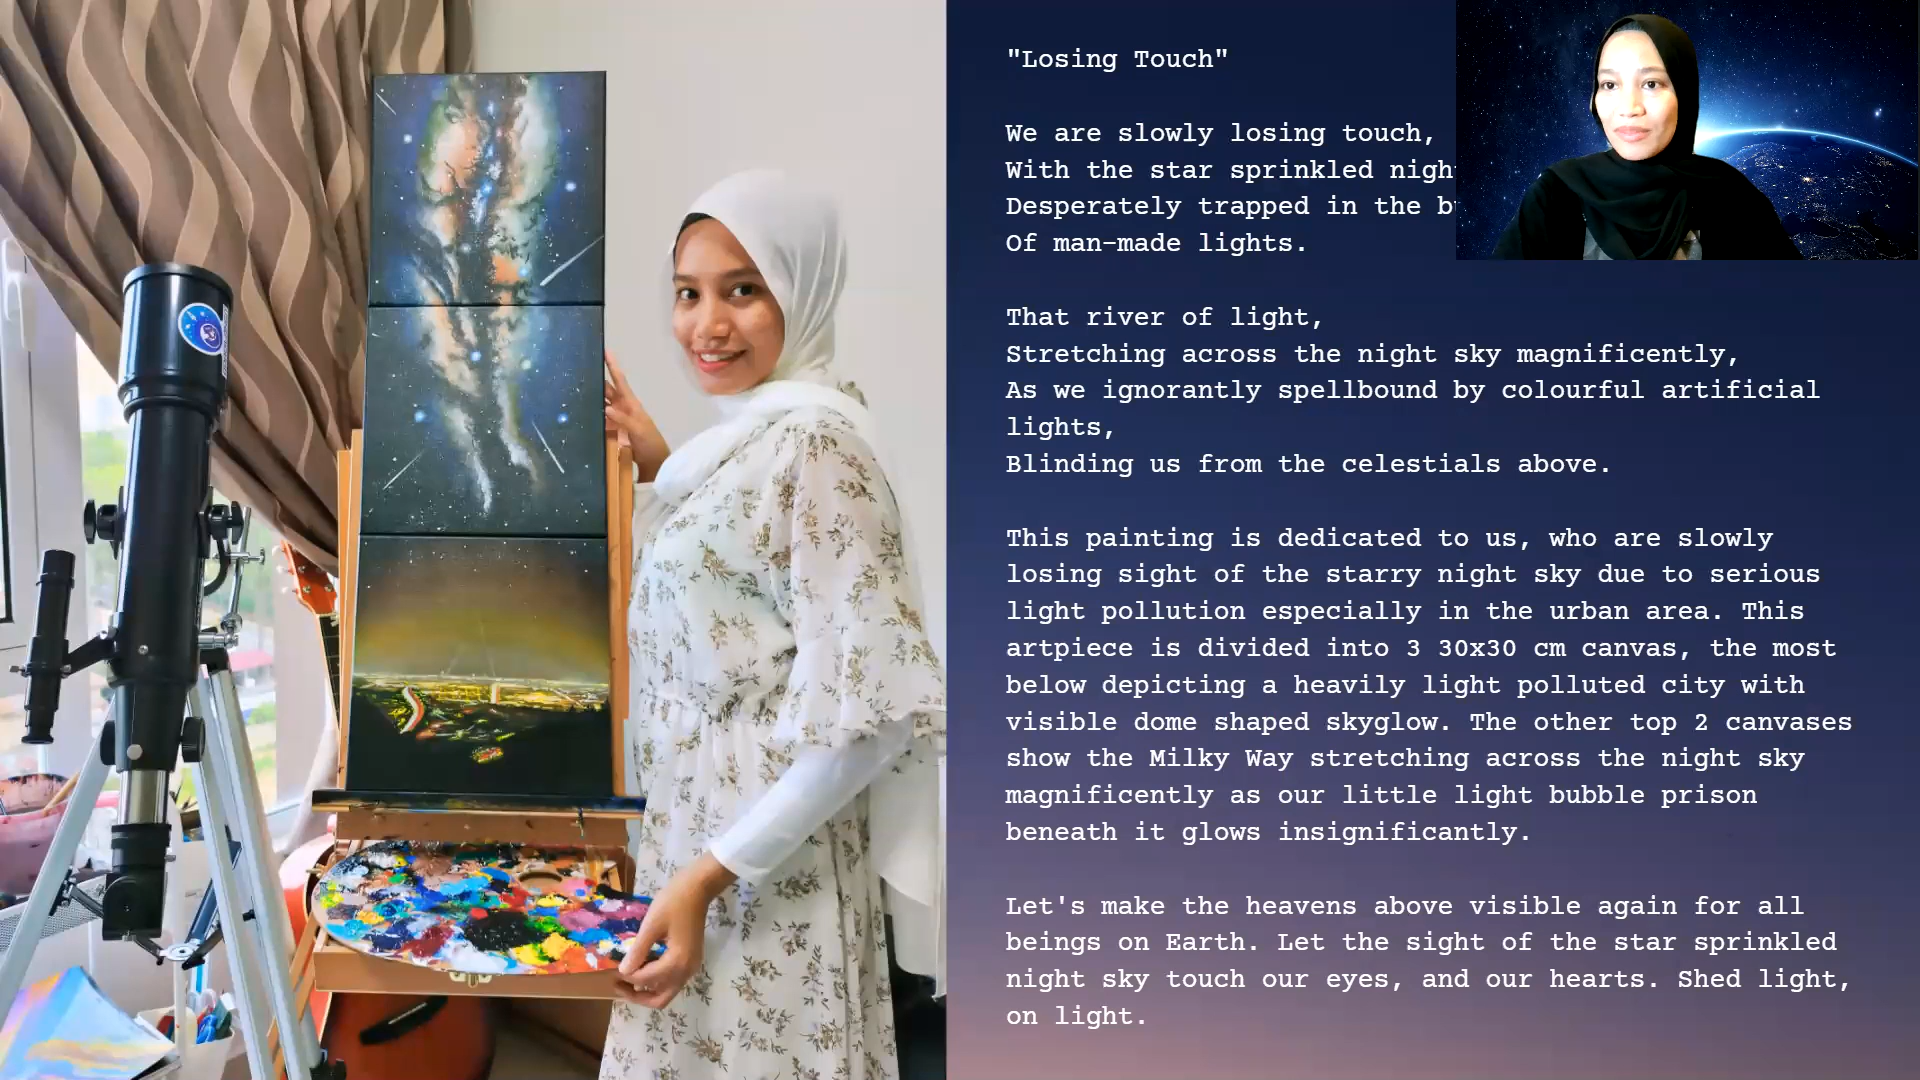 "Losing Touch"
We are slowly losing touch,
With the star sprinkled
Desperately trapped in the
Of man-made lights.
That river of light,
Stretching across the night sky magnificently,
As we ignorantly spellbound by colourful artificial
lights,
Blinding us from the celestials above.
This painting is dedicated to us, who are slowly
losing sight of the starry night sky due to serious
light pollution especially in the urban area. This
artpiece is divided into 3 30x30 cm canvas, the most
below depicting a heavily light polluted city with
visible dome shaped skyglow. The other top 2 canvases
show the Milky Way stretching across the night sky
magnificently as our little light bubble prison
beneath it glows insignificantly.
Let's make the heavens above visible again for all
beings on Earth. Let the sight of the star sprinkled
night sky touch our eyes, and our hearts. Shed light,
on light.